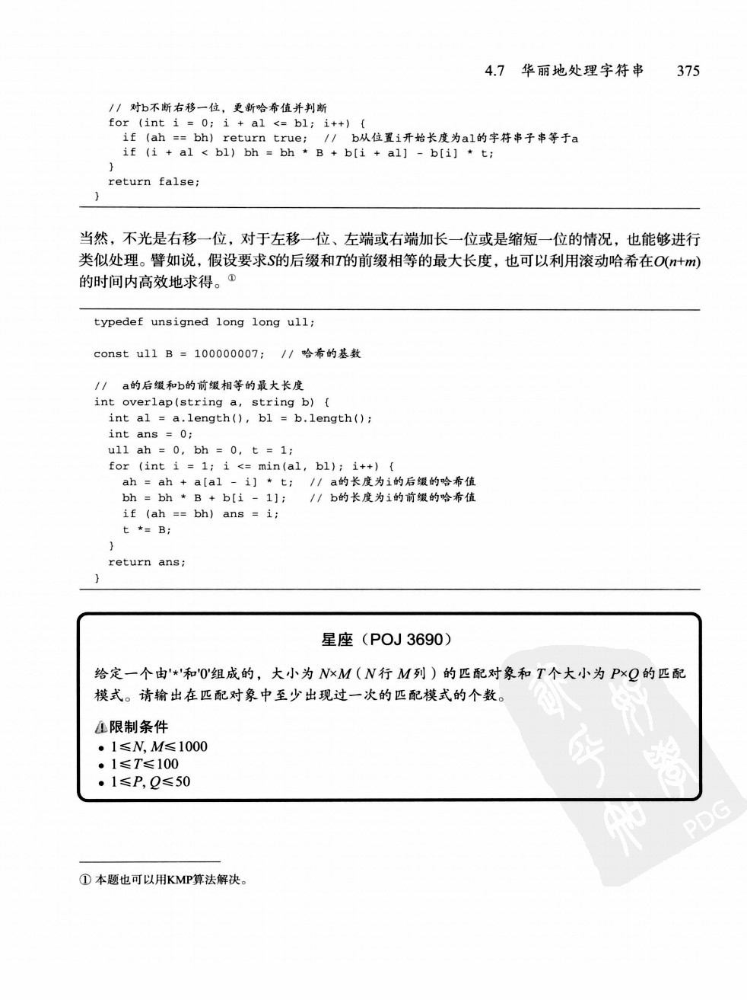 4.7 华丽地处理字符串 375
// 对b不断右移一位，更新哈希值并判断
for (int i = 0; i + al <= bl; i++) {
if (ah == bh) return true; // b从位置i开始长度为al的字符串子串等于a
if (i + al < bl) bh = bh * B + b[i + al] - b[i] * t;
}
return false;
}
当然，不光是右移一位，对于左移一位、左端或右端加长一位或是缩短一位的情况，也能够进行
类似处理。譬如说，假设要求S的后缀和T的前缀相等的最大长度，也可以利用滚动哈希在O(n+m)
的时间内高效地求得。①
typedef unsigned long long ull;
const ull B = 100000007; // 哈希的基数
// a的后缀和b的前缀相等的最大长度
int overlap(string a, string b) {
int al = a.length(), bl = b.length();
int ans = 0;
ull ah = 0, bh = 0, t = 1;
for (int i = 1; i <= min(al, bl); i++) {
ah = ah + a[al - i] * t; // a的长度为i的后缀的哈希值
bh = bh * B + b[i - 1]; // b的长度为i的前缀的哈希值
if (ah == bh) ans = i;
t *= B;
}
return ans;
}
星座（POJ 3690）
给定一个由'*'和'0'组成的，大小为 N×M（N行 M列）的匹配对象和 T个大小为 P×Q的匹配
模式。请输出在匹配对象中至少出现过一次的匹配模式的个数。
限制条件
• 1≤N, M≤1000
• 1≤T≤100
• 1≤P, Q≤50
PDG
① 本题也可以用KMP算法解决。